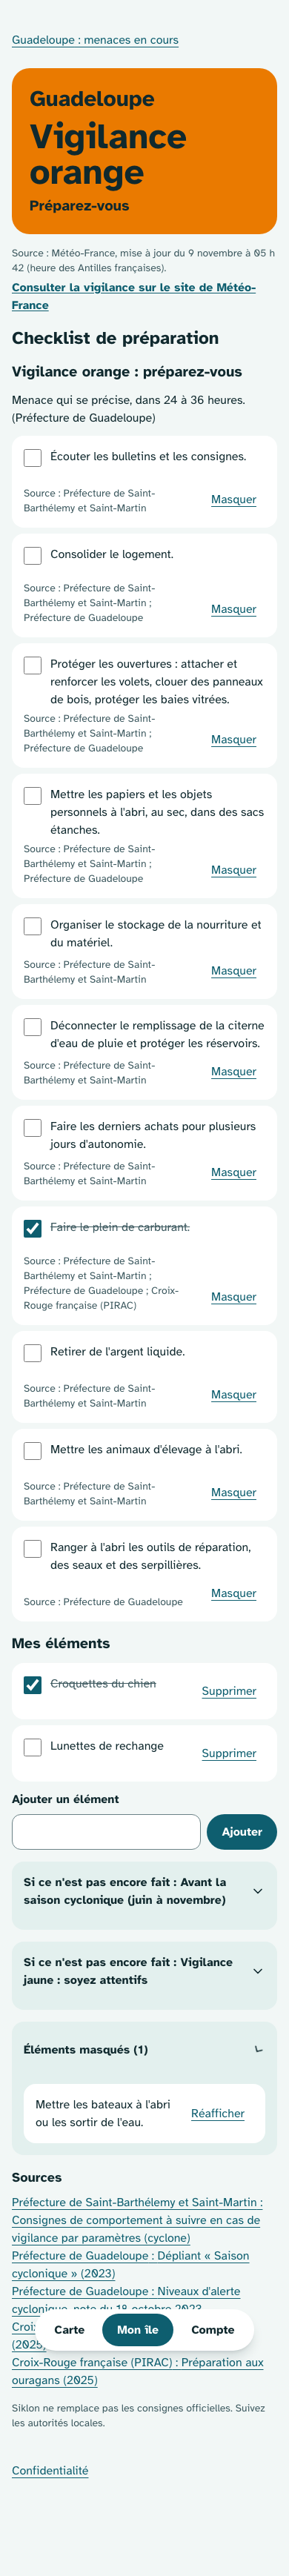 Guadeloupe : menaces en cours
Guadeloupe
Vigilance
orange
Préparez-vous
Source : Météo-France, mise à jour du 9 novembre à 05 h
42 (heure des Antilles françaises).
Consulter la vigilance sur le site de Météo-
France
Checklist de préparation
Vigilance orange : préparez-vous
Menace qui se précise, dans 24 à 36 heures.
(Préfecture de Guadeloupe)
Écouter les bulletins et les consignes.
Source : Préfecture de Saint-
Barthélemy et Saint-Martin
Masquer
Consolider le logement.
Source : Préfecture de Saint-
Barthélemy et Saint-Martin ;
Préfecture de Guadeloupe
Masquer
Protéger les ouvertures : attacher et
renforcer les volets, clouer des panneaux
de bois, protéger les baies vitrées.
Source : Préfecture de Saint-
Barthélemy et Saint-Martin ;
Préfecture de Guadeloupe
Masquer
Mettre les papiers et les objets
personnels à l'abri, au sec, dans des sacs
étanches.
Source : Préfecture de Saint-
Barthélemy et Saint-Martin ;
Préfecture de Guadeloupe
Masquer
Organiser le stockage de la nourriture et
du matériel.
Source : Préfecture de Saint-
Barthélemy et Saint-Martin
Masquer
Déconnecter le remplissage de la citerne
d'eau de pluie et protéger les réservoirs.
Source : Préfecture de Saint-
Barthélemy et Saint-Martin
Masquer
Faire les derniers achats pour plusieurs
jours d'autonomie.
Source : Préfecture de Saint-
Barthélemy et Saint-Martin
Masquer
Faire le plein de carburant.
Source : Préfecture de Saint-
Barthélemy et Saint-Martin ;
Préfecture de Guadeloupe ; Croix-
Rouge française (PIRAC)
Masquer
Retirer de l'argent liquide.
Source : Préfecture de Saint-
Barthélemy et Saint-Martin
Masquer
Mettre les animaux d'élevage à l'abri.
Source : Préfecture de Saint-
Barthélemy et Saint-Martin
Masquer
Ranger à l'abri les outils de réparation,
des seaux et des serpillières.
Source : Préfecture de Guadeloupe
Masquer
Mes éléments
Croquettes du chien
Supprimer
Lunettes de rechange
Supprimer
Ajouter un élément
Ajouter
Si ce n'est pas encore fait : Avant la
saison cyclonique (juin à novembre)
Si ce n'est pas encore fait : Vigilance
jaune : soyez attentifs
Éléments masqués (1)
Mettre les bateaux à l'abri
ou les sortir de l'eau.
Réafficher
Sources
Préfecture de Saint-Barthélemy et Saint-Martin :
Consignes de comportement à suivre en cas de
vigilance par paramètres (cyclone)
Préfecture de Guadeloupe : Dépliant « Saison
cyclonique » (2023)
Préfecture de Guadeloupe : Niveaux d'alerte
Carte
Mon île
Compte
(2025)
Croix-Rouge française (PIRAC) : Préparation aux
ouragans (2025)
Siklon ne remplace pas les consignes officielles. Suivez
les autorités locales.
Confidentialité